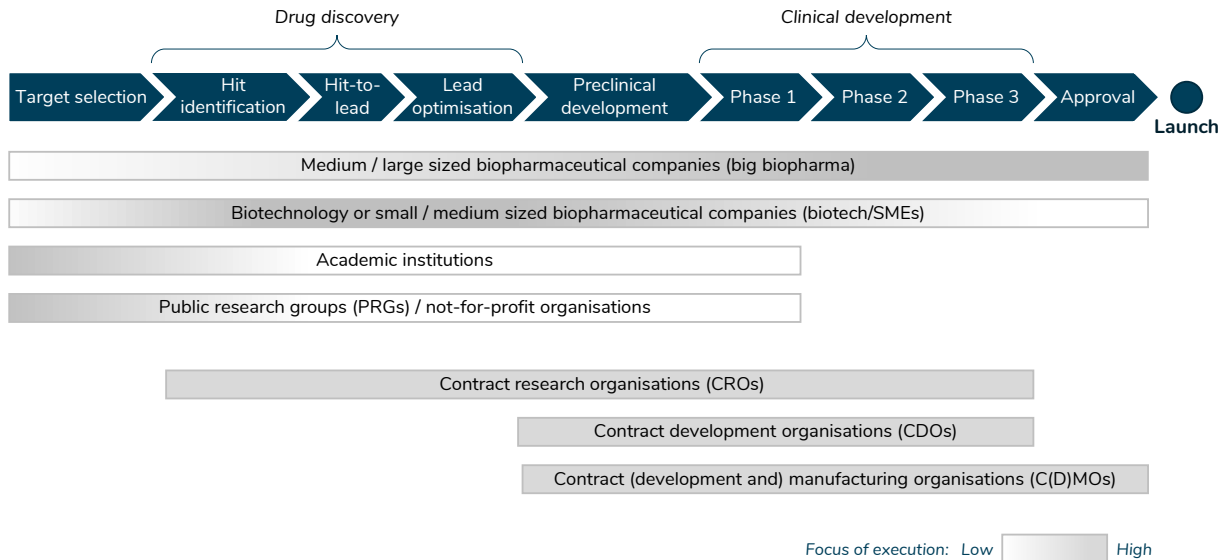 Drug discovery
Clinical development
Target selection
Hit
identification
Hit-to-
lead
Lead
optimisation
Preclinical
development
Phase 1
Phase 2
Phase 3
Approval
Launch
Medium / large sized biopharmaceutical companies (big biopharma)
Biotechnology or small / medium sized biopharmaceutical companies (biotech/SMEs)
Academic institutions
Public research groups (PRGs) / not-for-profit organisations
Contract research organisations (CROs)
Contract development organisations (CDOs)
Contract (development and) manufacturing organisations (C(D)MOs)
Focus of execution: Low High